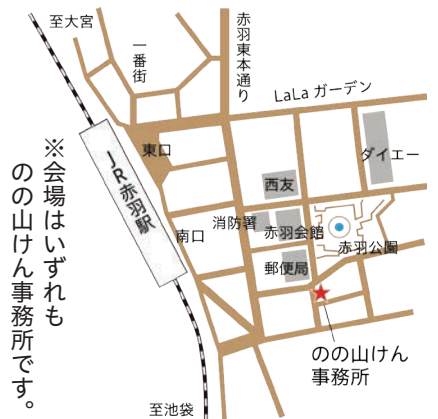 至大宮
一番街
赤羽東本通り
LaLa ガーデン
東口
JR赤羽駅
西友
ダイエー
南口
消防署
赤羽会館
赤羽公園
郵便局
のの山けん
事務所
至池袋
※会場はいずれも
のの山けん事務所です。